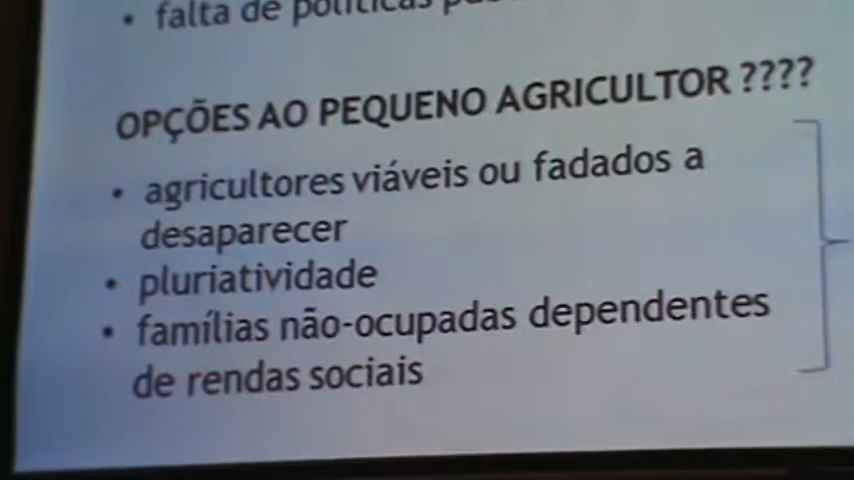 • falta de políticas
OPÇÕES AO PEQUENO AGRICULTOR ????
• agricultores viáveis ou fadados a
desaparecer
• pluriatividade
• famílias não-ocupadas dependentes
de rendas sociais